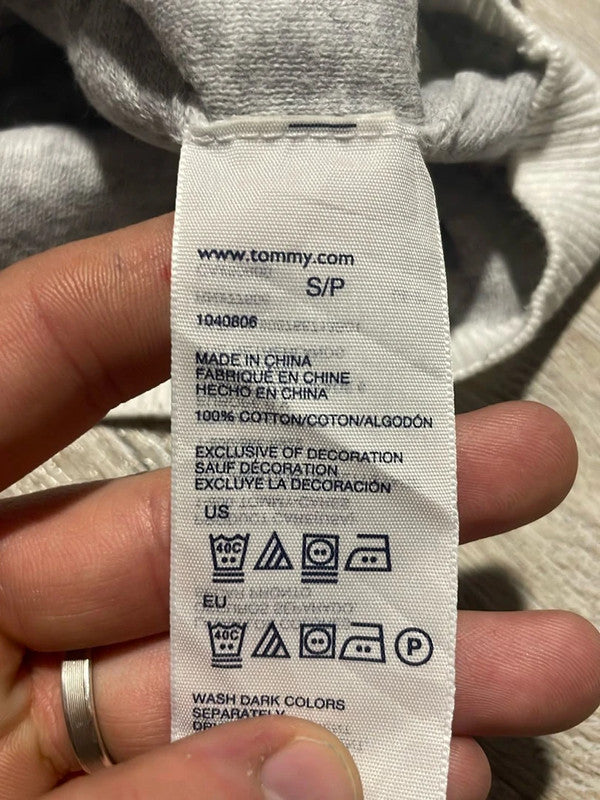 www.tommy.com
S/P
1040806
MADE IN CHINA
FABRIQUÉ EN CHINE
HECHO EN CHINA
100% COTTON/COTON/ALGODÓN
EXCLUSIVE OF DECORATION
SAUF DÉCORATION
EXCLUYE LA DECORACIÓN
US
40C
EU
40C
P
WASH DARK COLORS
SEPARATELY